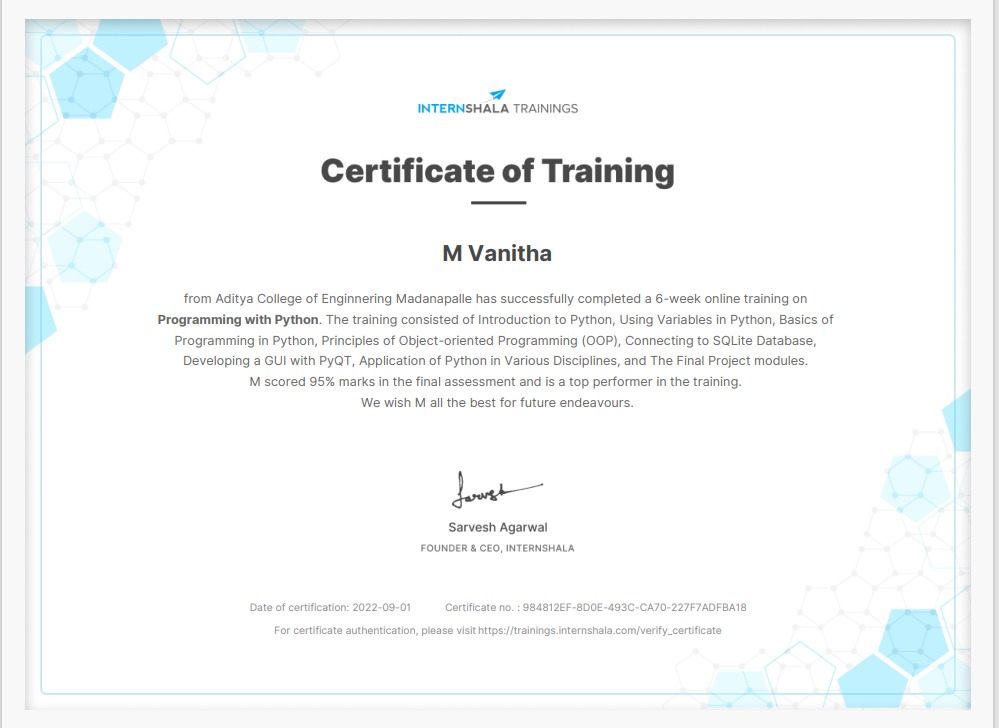 INTERNSHALA TRAININGS
Certificate of Training
M Vanitha
from Aditya College of Enginnering Madanapalle has successfully completed a 6-week online training on
Programming with Python. The training consisted of Introduction to Python, Using Variables in Python, Basics of
Programming in Python, Principles of Object-oriented Programming (OOP), Connecting to SQLite Database,
Developing a GUI with PyQT, Application of Python in Various Disciplines, and The Final Project modules.
M scored 95% marks in the final assessment and is a top performer in the training.
We wish M all the best for future endeavours.
Sarvesh
Sarvesh Agarwal
FOUNDER & CEO, INTERNSHALA
Date of certification: 2022-09-01 Certificate no. : 984812EF-8D0E-493C-CA70-227F7ADFBA18
For certificate authentication, please visit https://trainings.internshala.com/verify_certificate